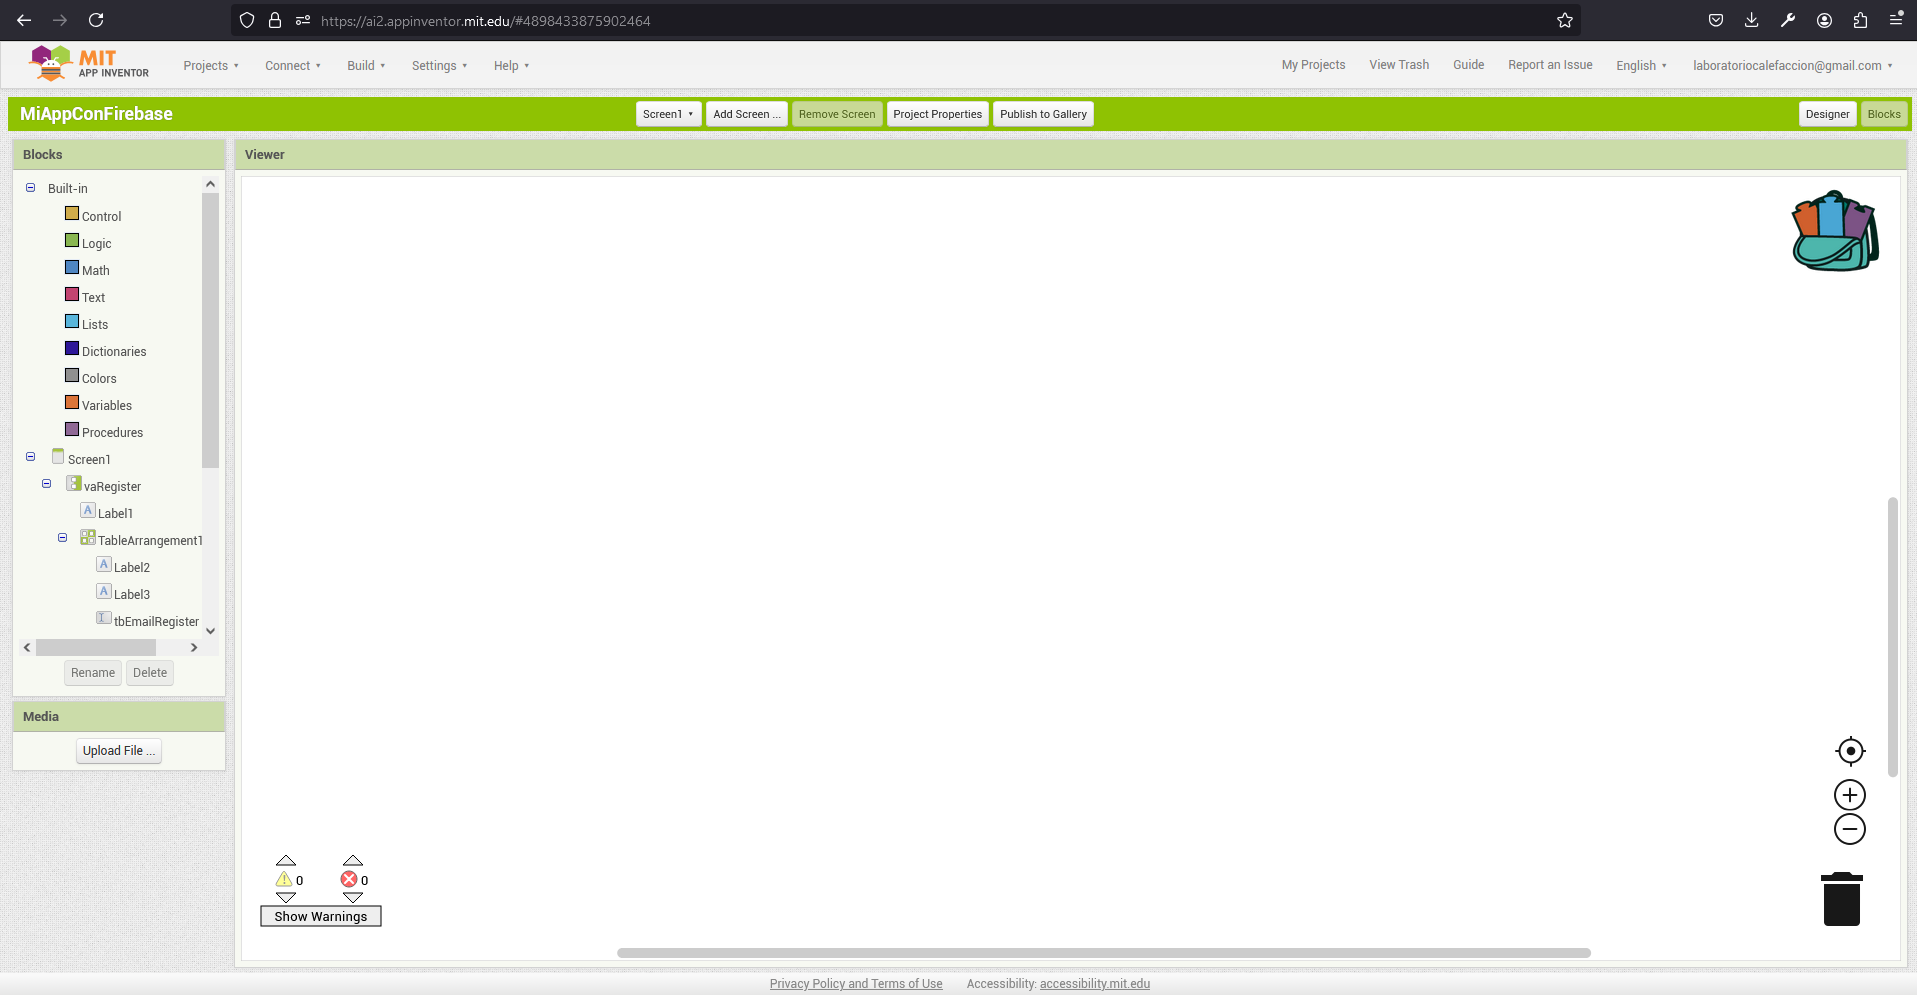 https://ai2.appinventor.mit.edu/#4898433875902464
MIT
APP INVENTOR
Projects
Connect
Build
Settings
Help
My Projects
View Trash
Guide
Report an Issue
English
laboratoriocalefaccion@gmail.com
MiAppConFirebase
Screen1
Add Screen ...
Remove Screen
Project Properties
Publish to Gallery
Designer
Blocks
Blocks
Viewer
Built-in
Control
Logic
Math
Text
Lists
Dictionaries
Colors
Variables
Procedures
Screen1
vaRegister
A Label1
TableArrangement1
A Label2
A Label3
tbEmailRegister
Rename
Delete
Media
Upload File ...
0
0
Show Warnings
Privacy Policy and Terms of Use
Accessibility: accessibility.mit.edu